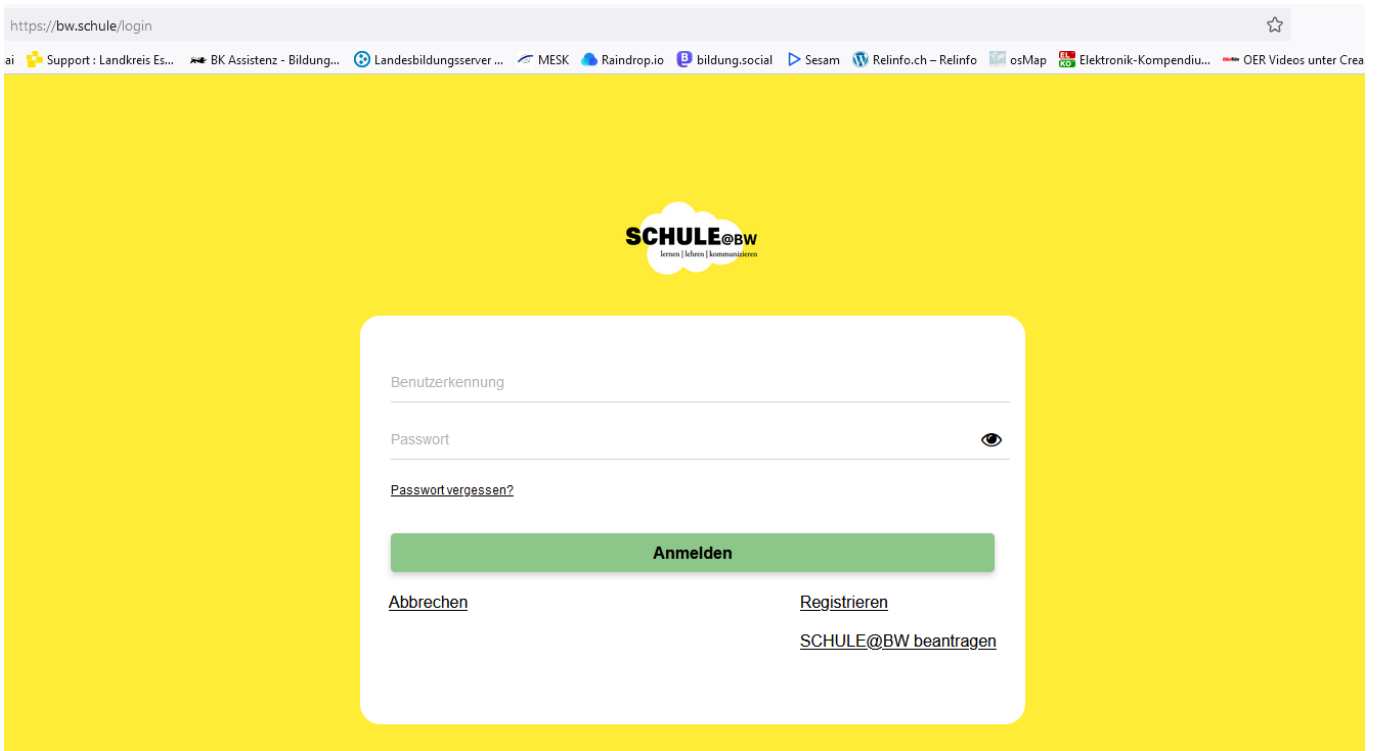 https://bw.schule/login
ai Support : Landkreis Es... BK Assistenz - Bildung... Landesbildungsserver ... MESK Raindrop.io B bildung.social Sesam Relinfo.ch – Relinfo osMap EL KO Elektronik-Kompendiu... OER Videos unter Crea
SCHULE@BW
lernen | lehren | kommunizieren
Benutzerkennung
Passwort
Passwort vergessen?
Anmelden
Abbrechen Registrieren
SCHULE@BW beantragen